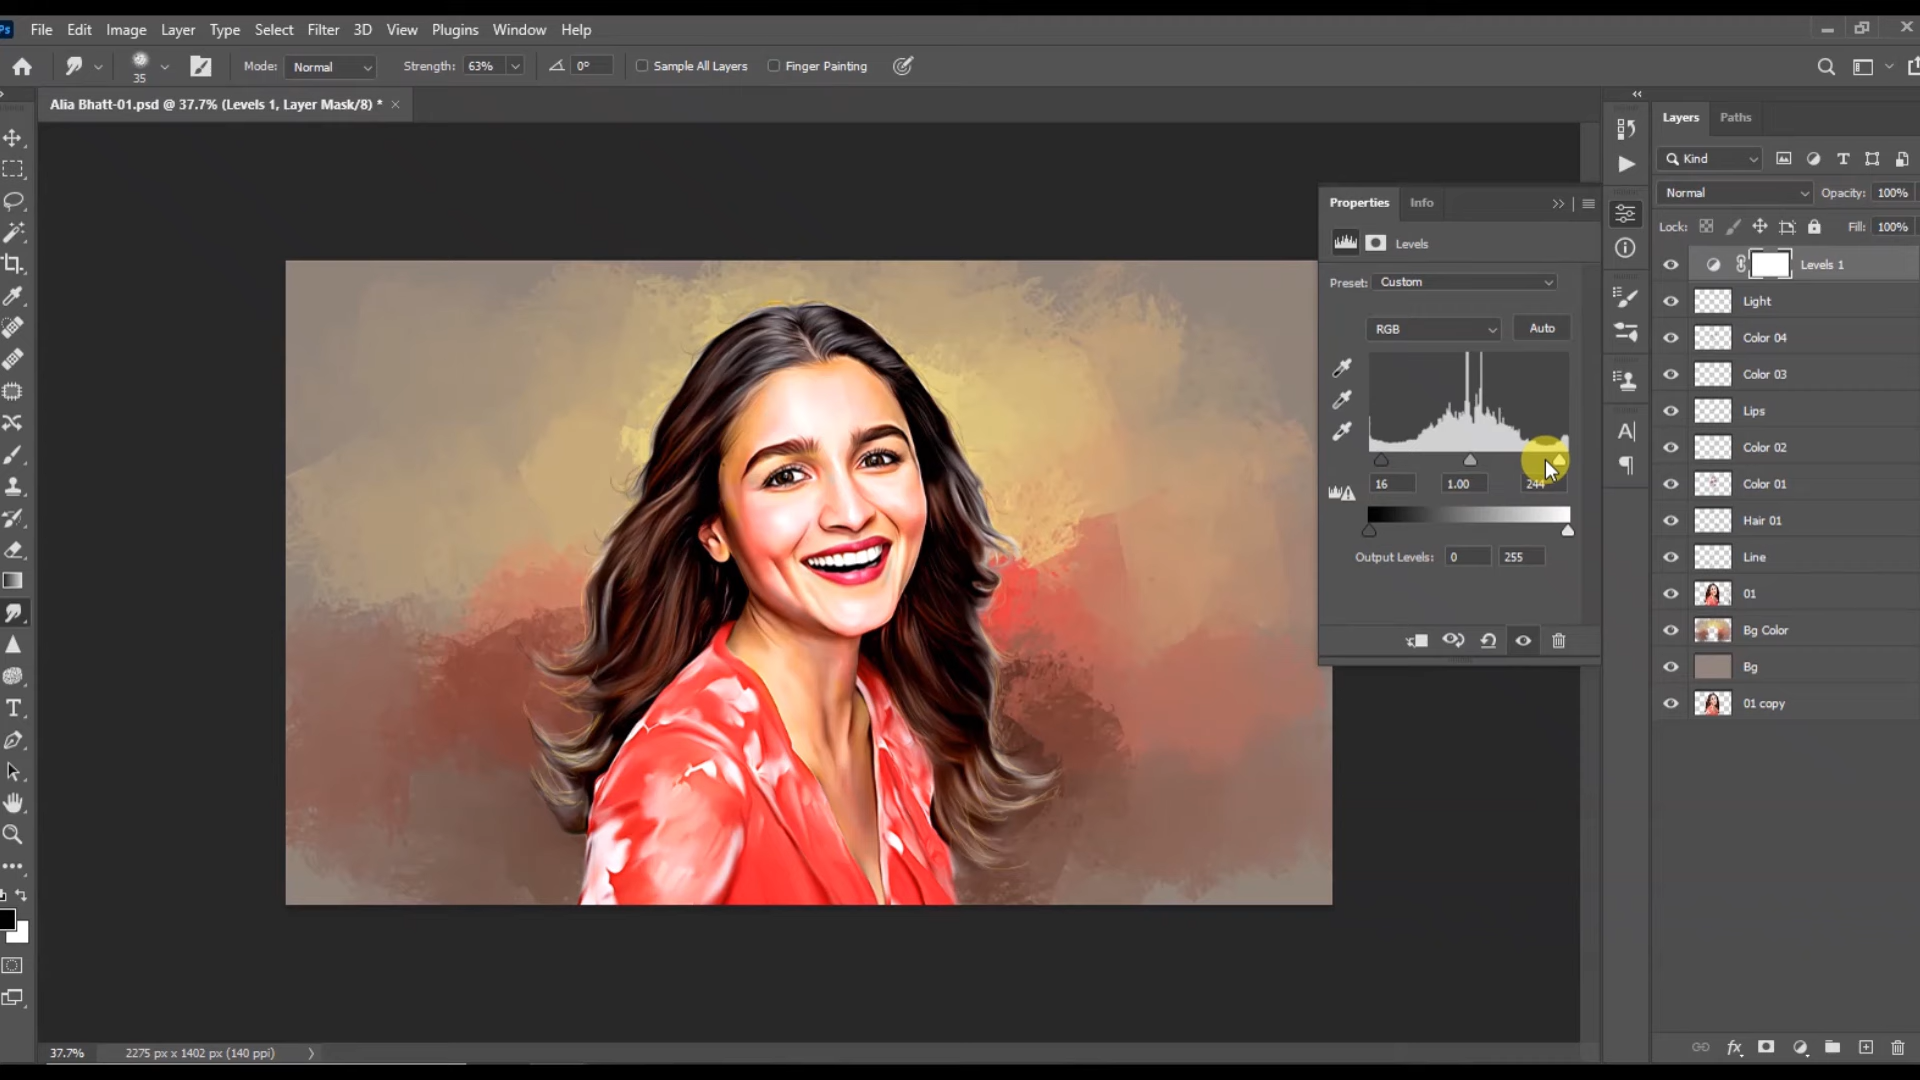 Ps File Edit Image Layer Type Select Filter 3D View Plugins Window Help
35 Mode: Normal Strength: 63% 0° Sample All Layers Finger Painting
Alia Bhatt-01.psd @ 37.7% (Levels 1, Layer Mask/8) * ×
Layers Paths
Kind
Normal Opacity: 100%
Lock: Fill: 100%
Properties Info
Levels
Preset: Custom
RGB Auto
16 1.00 244
Output Levels: 0 255
Levels 1
Light
Color 04
Color 03
Lips
Color 02
Color 01
Hair 01
Line
01
Bg Color
Bg
01 copy
37.7% 2275 px x 1402 px (140 ppi)
fx